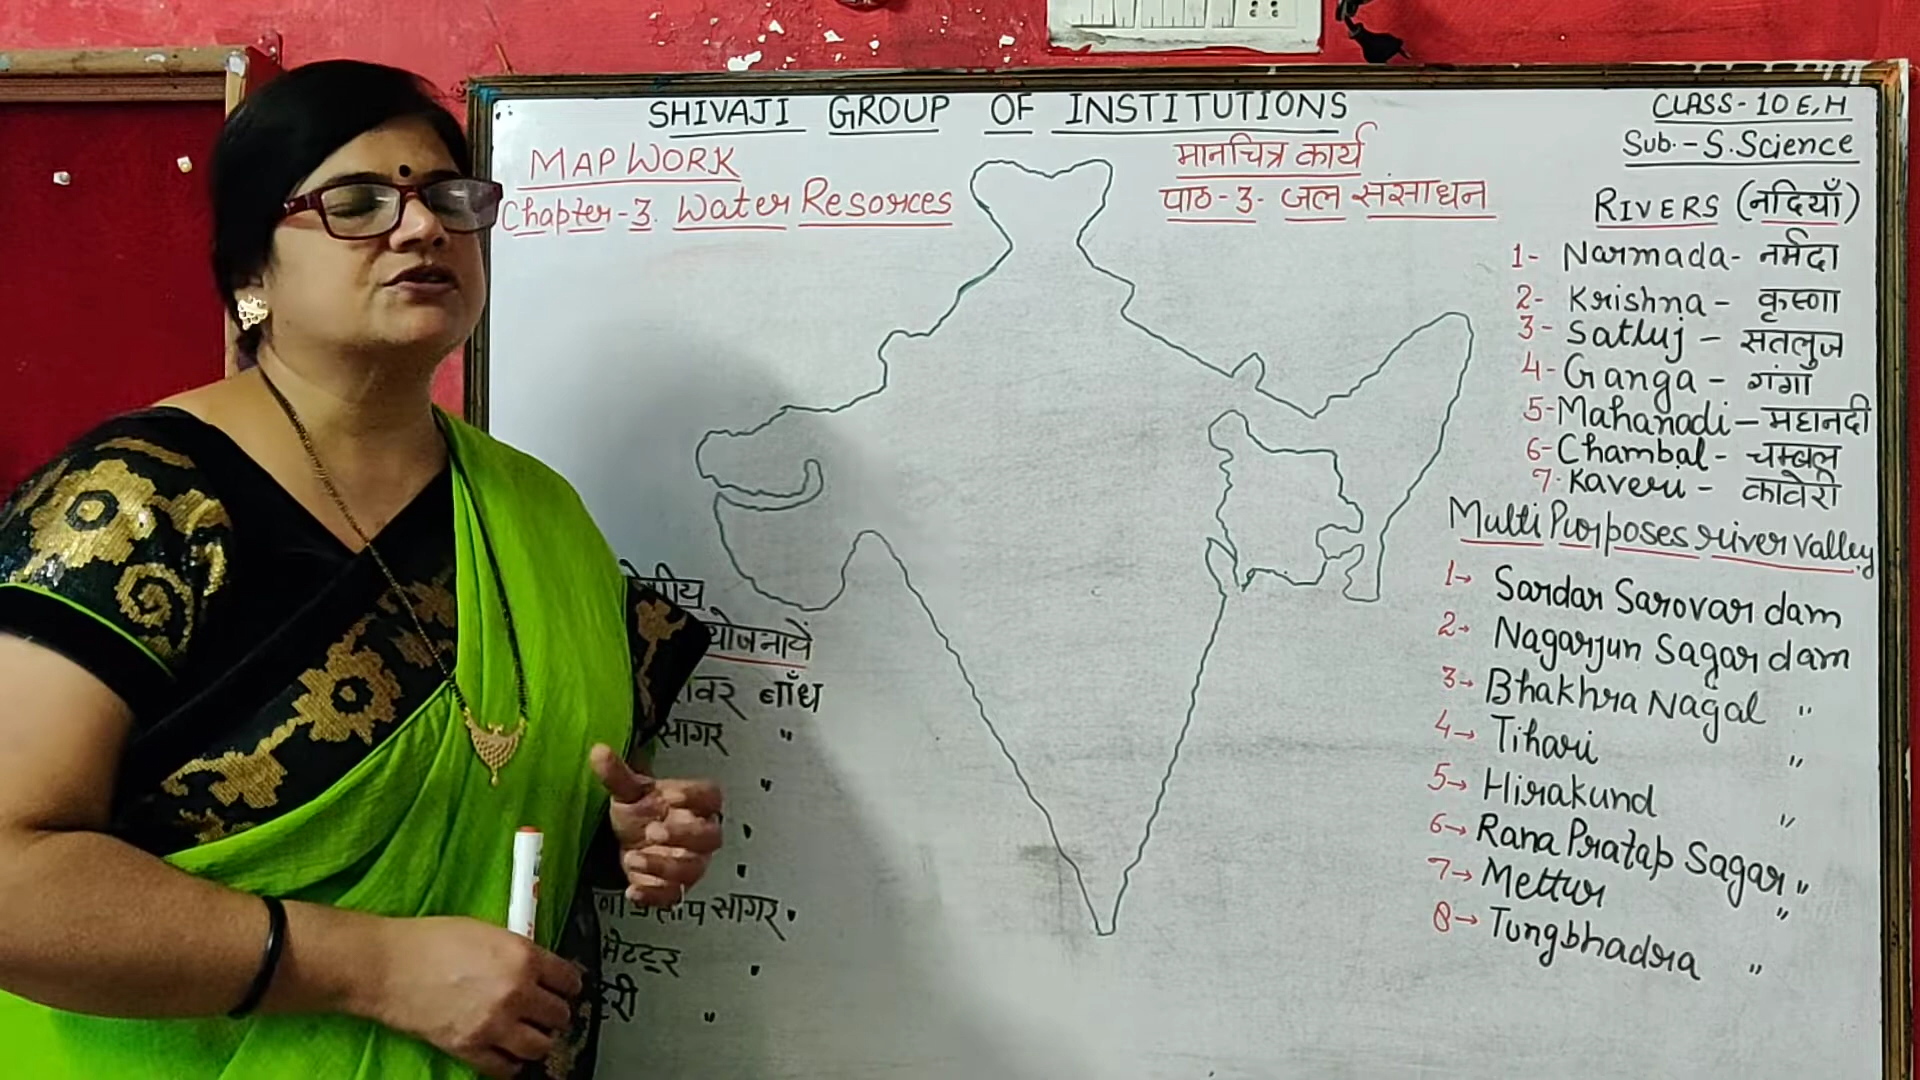 SHIVAJI GROUP OF INSTITUTIONS
CLASS - 10 E, H
Sub. - S. Science
MAP WORK
Chapter - 3. Water Resorces
मानचित्र कार्य
पाठ - 3 - जल संसाधन
RIVERS (नदियाँ)
1- Narmada - नर्मदा
2- Krishna - कृष्णा
3- Satluj - सतलुज
4- Ganga - गंगा
5- Mahanadi - महानदी
6- Chambal - चम्बल
7. Kaveri - कावेरी
Multi Purposes river valley
1→ Sardar Sarovar dam
2→ Nagarjun Sagar dam
3→ Bhakhra Nagal "
4→ Tihari "
5→ Hirakund "
6→ Rana Pratap Sagar "
7→ Mettur "
8→ Tungbhadra "
योजनायें
बाँध
सागर "
"
"
"
सागर "
मेटटूर "
"